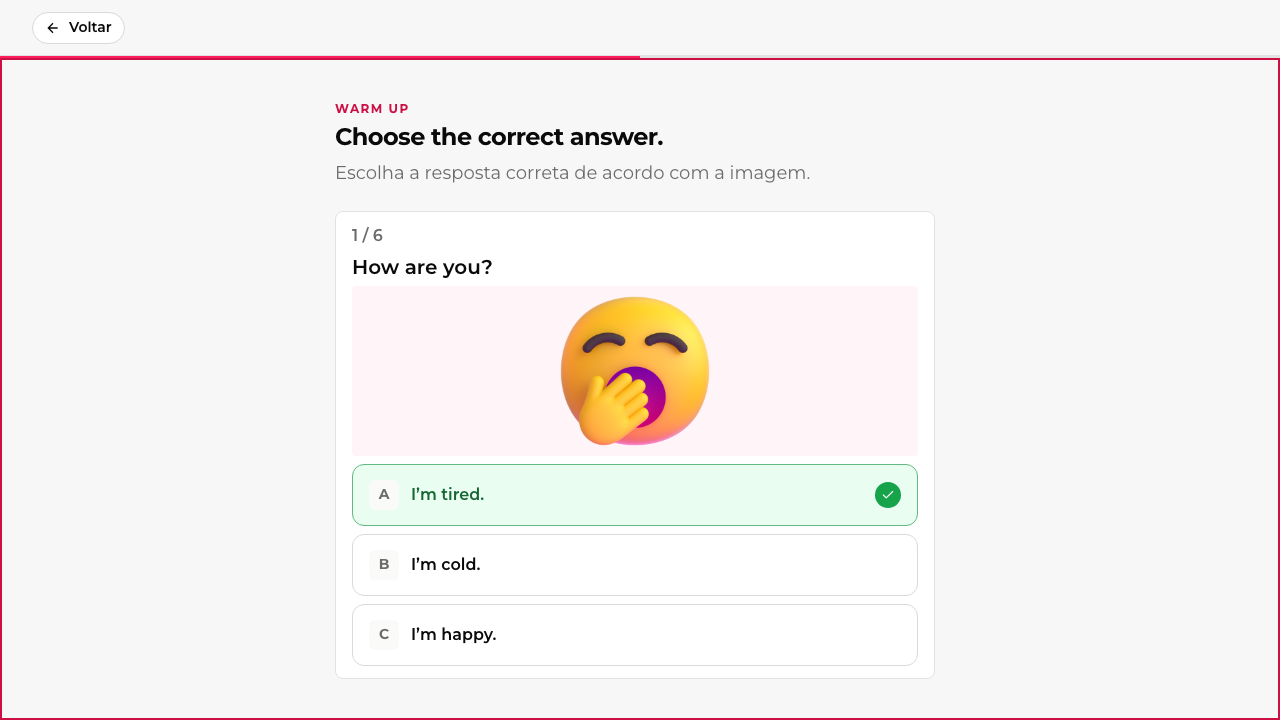 Voltar
WARM UP
Choose the correct answer.
Escolha a resposta correta de acordo com a imagem.
1 / 6
How are you?
A I’m tired.
B I’m cold.
C I’m happy.